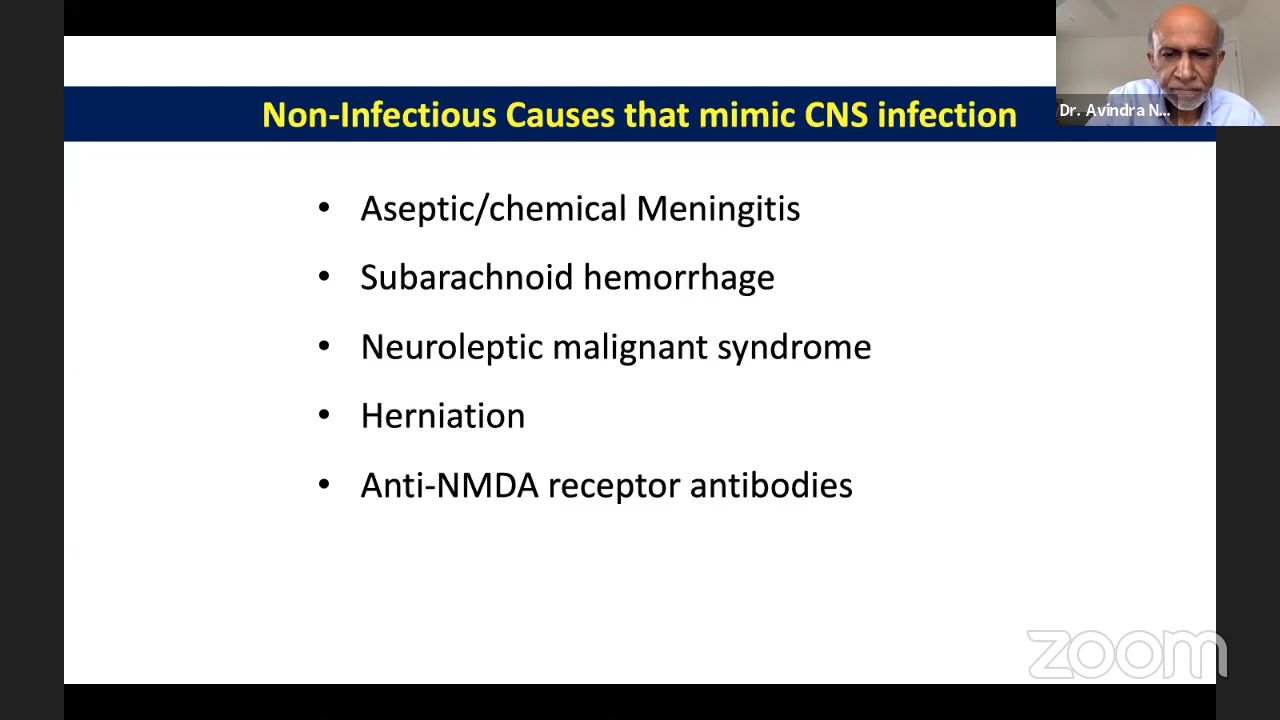 Non-Infectious Causes that mimic CNS infection
Dr. Avindra N...
• Aseptic/chemical Meningitis
• Subarachnoid hemorrhage
• Neuroleptic malignant syndrome
• Herniation
• Anti-NMDA receptor antibodies
zoom